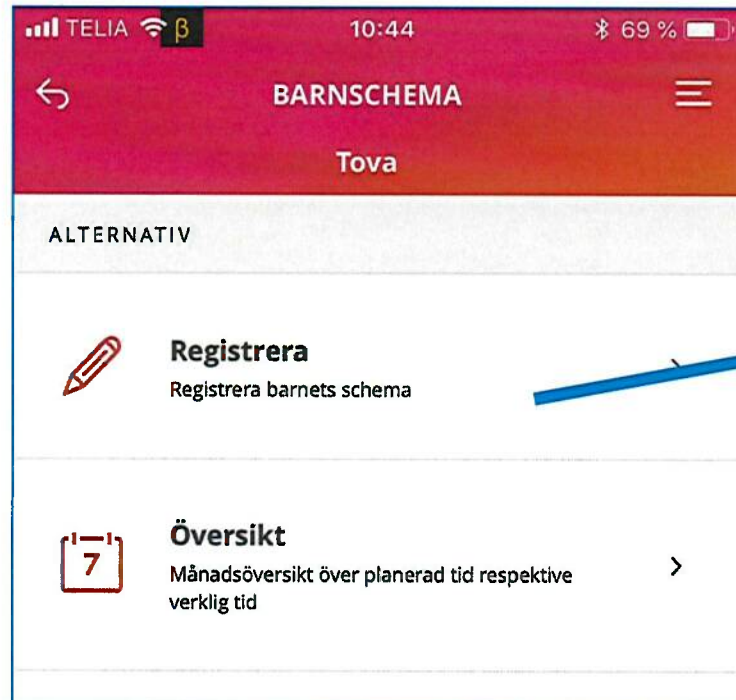 TELIA β 10:44 69 %
BARNSCHEMA
Tova
ALTERNATIV
Registrera
Registrera barnets schema
Översikt
7
Månadsöversikt över planerad tid respektive
verklig tid